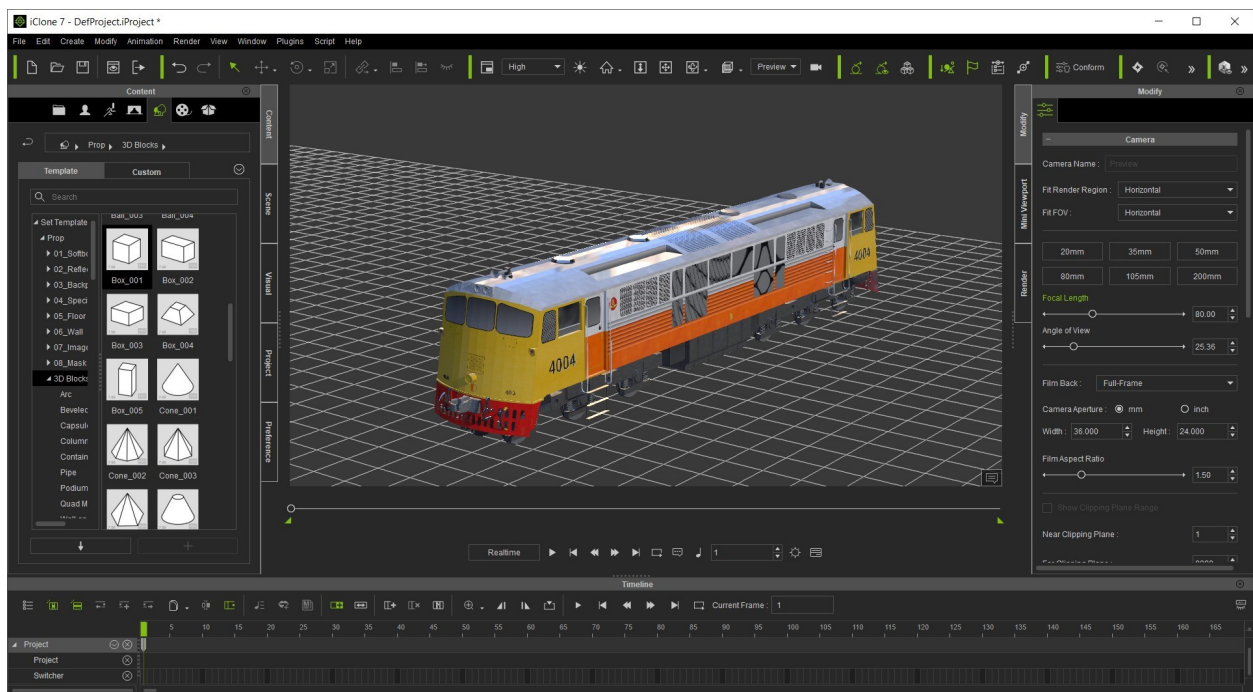 iClone 7 - DefProject.iProject *
File Edit Create Modify Animation Render View Window Plugins Script Help
High
Preview
Conform
Content
Prop
3D Blocks
Template
Custom
Search
Set Template
Prop
01_Softb
02_Refle
03_Back
04_Speci
05_Floor
06_Wall
07_Imag
08_Mask
3D Blocks
Arc
Bevelec
Capsul
Column
Contain
Pipe
Podium
Quad M
Ball_003 Ball_004
Box_001 Box_002
Box_003 Box_004
Box_005 Cone_001
Cone_002 Cone_003
Content
Scene
Visual
Project
Preference
4004
4004
Modify
Mini Viewport
Render
Modify
Camera
Camera Name : Preview
Fit Render Region : Horizontal
Fit FOV : Horizontal
20mm 35mm 50mm
80mm 105mm 200mm
Focal Length
80.00
Angle of View
25.36
Film Back : Full-Frame
Camera Aperture : mm inch
Width : 36.000 Height : 24.000
Film Aspect Ratio
1.50
Show Clipping Plane Range
Near Clipping Plane : 1
Realtime
1
Timeline
Current Frame : 1
5 10 15 20 25 30 35 40 45 50 55 60 65 70 75 80 85 90 95 100 105 110 115 120 125 130 135 140 145 150 155 160 165
Project
Project
Switcher